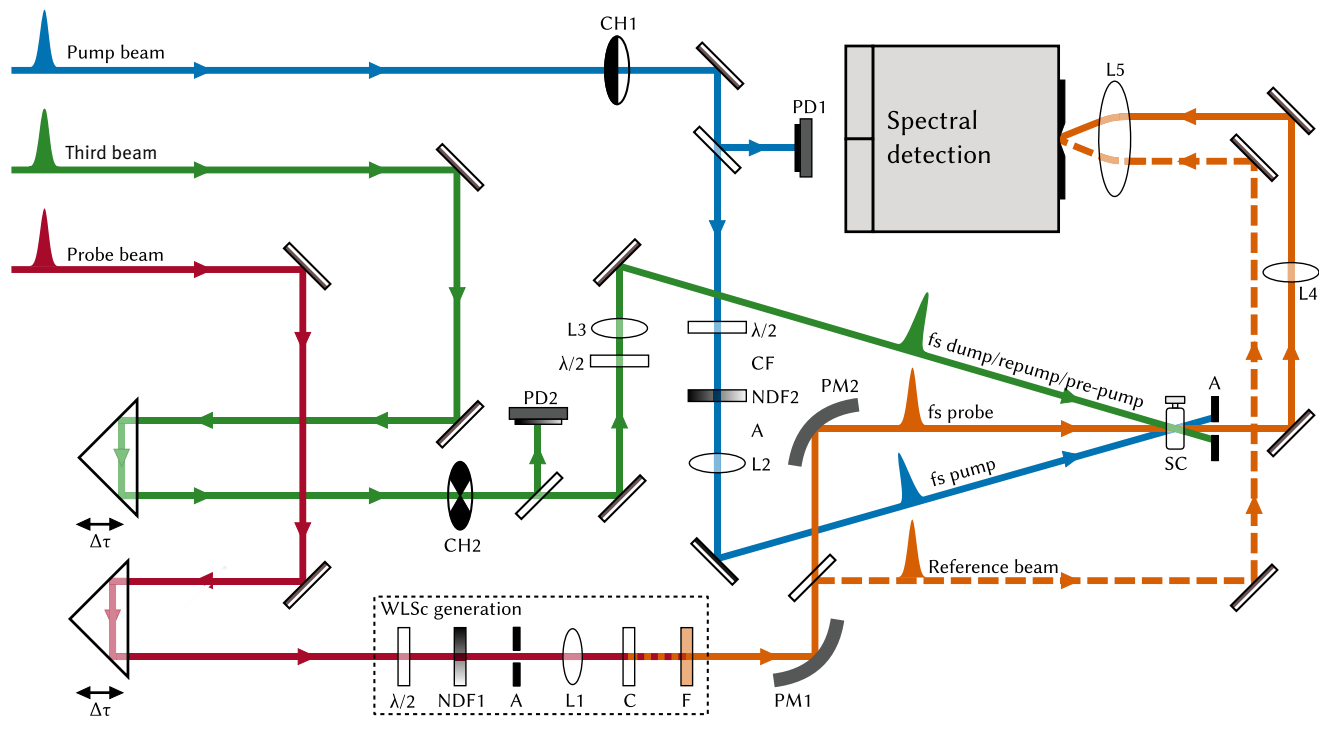 CH1
Pump beam
L5
PD1
Spectral
detection
Third beam
Probe beam
L4
L3
λ/2
λ/2
CF
fs dump/repump/pre-pump
PM2
A
PD2
NDF2
fs probe
A
L2
SC
fs pump
Δτ
CH2
Reference beam
WLSc generation
Δτ
λ/2
NDF1
A
L1
C
F
PM1